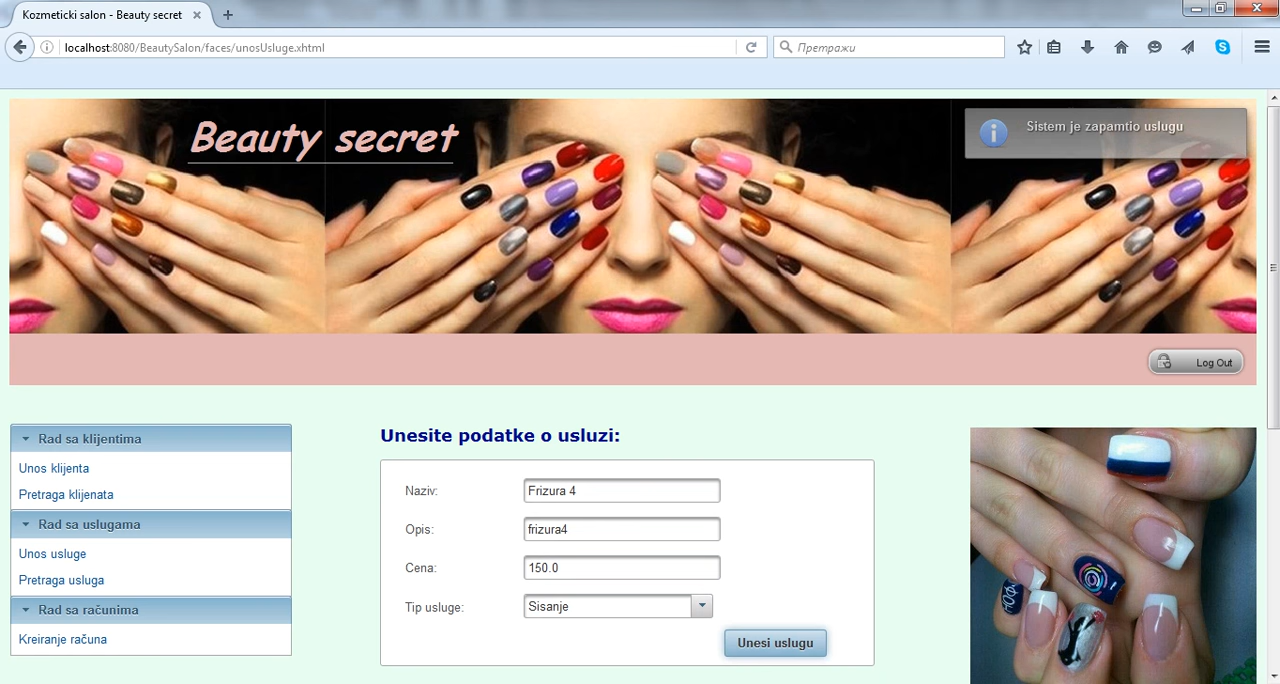 Kozmeticki salon - Beauty secret
localhost:8080/BeautySalon/faces/unosUsluge.xhtml
Претражи
Beauty secret
Sistem je zapamtio uslugu
Log Out
Rad sa klijentima
Unos klijenta
Pretraga klijenata
Rad sa uslugama
Unos usluge
Pretraga usluga
Rad sa računima
Kreiranje računa
Unesite podatke o usluzi:
Naziv: Frizura 4
Opis: frizura4
Cena: 150.0
Tip usluge: Sisanje
Unesi uslugu